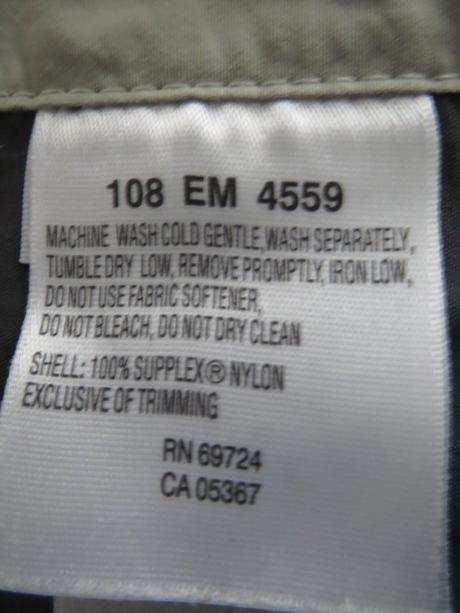 108 EM 4559
MACHINE WASH COLD GENTLE, WASH SEPARATELY,
TUMBLE DRY LOW, REMOVE PROMPTLY, IRON LOW,
DO NOT USE FABRIC SOFTENER,
DO NOT BLEACH, DO NOT DRY CLEAN
SHELL: 100% SUPPLEX® NYLON
EXCLUSIVE OF TRIMMING
RN 69724
CA 05367